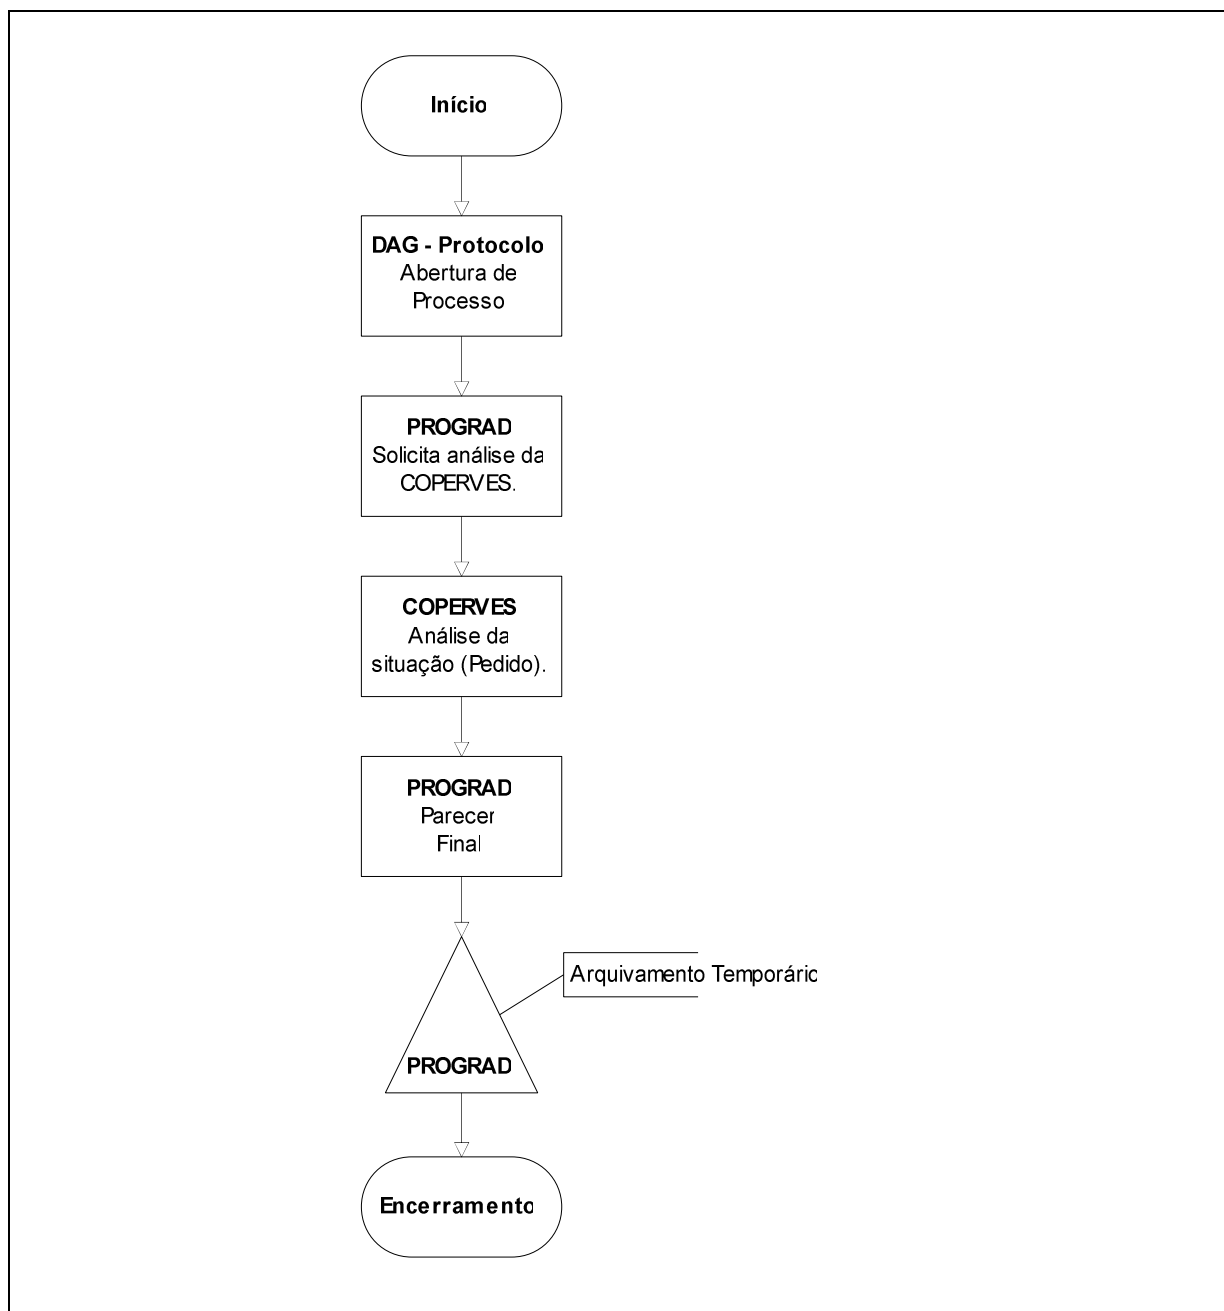 Início
DAG - Protocolo
Abertura de
Processo
PROGRAD
Solicita análise da
COPERVES.
COPERVES
Análise da
situação (Pedido).
PROGRAD
Parecer
Final
Arquivamento Temporário
PROGRAD
Encerramento